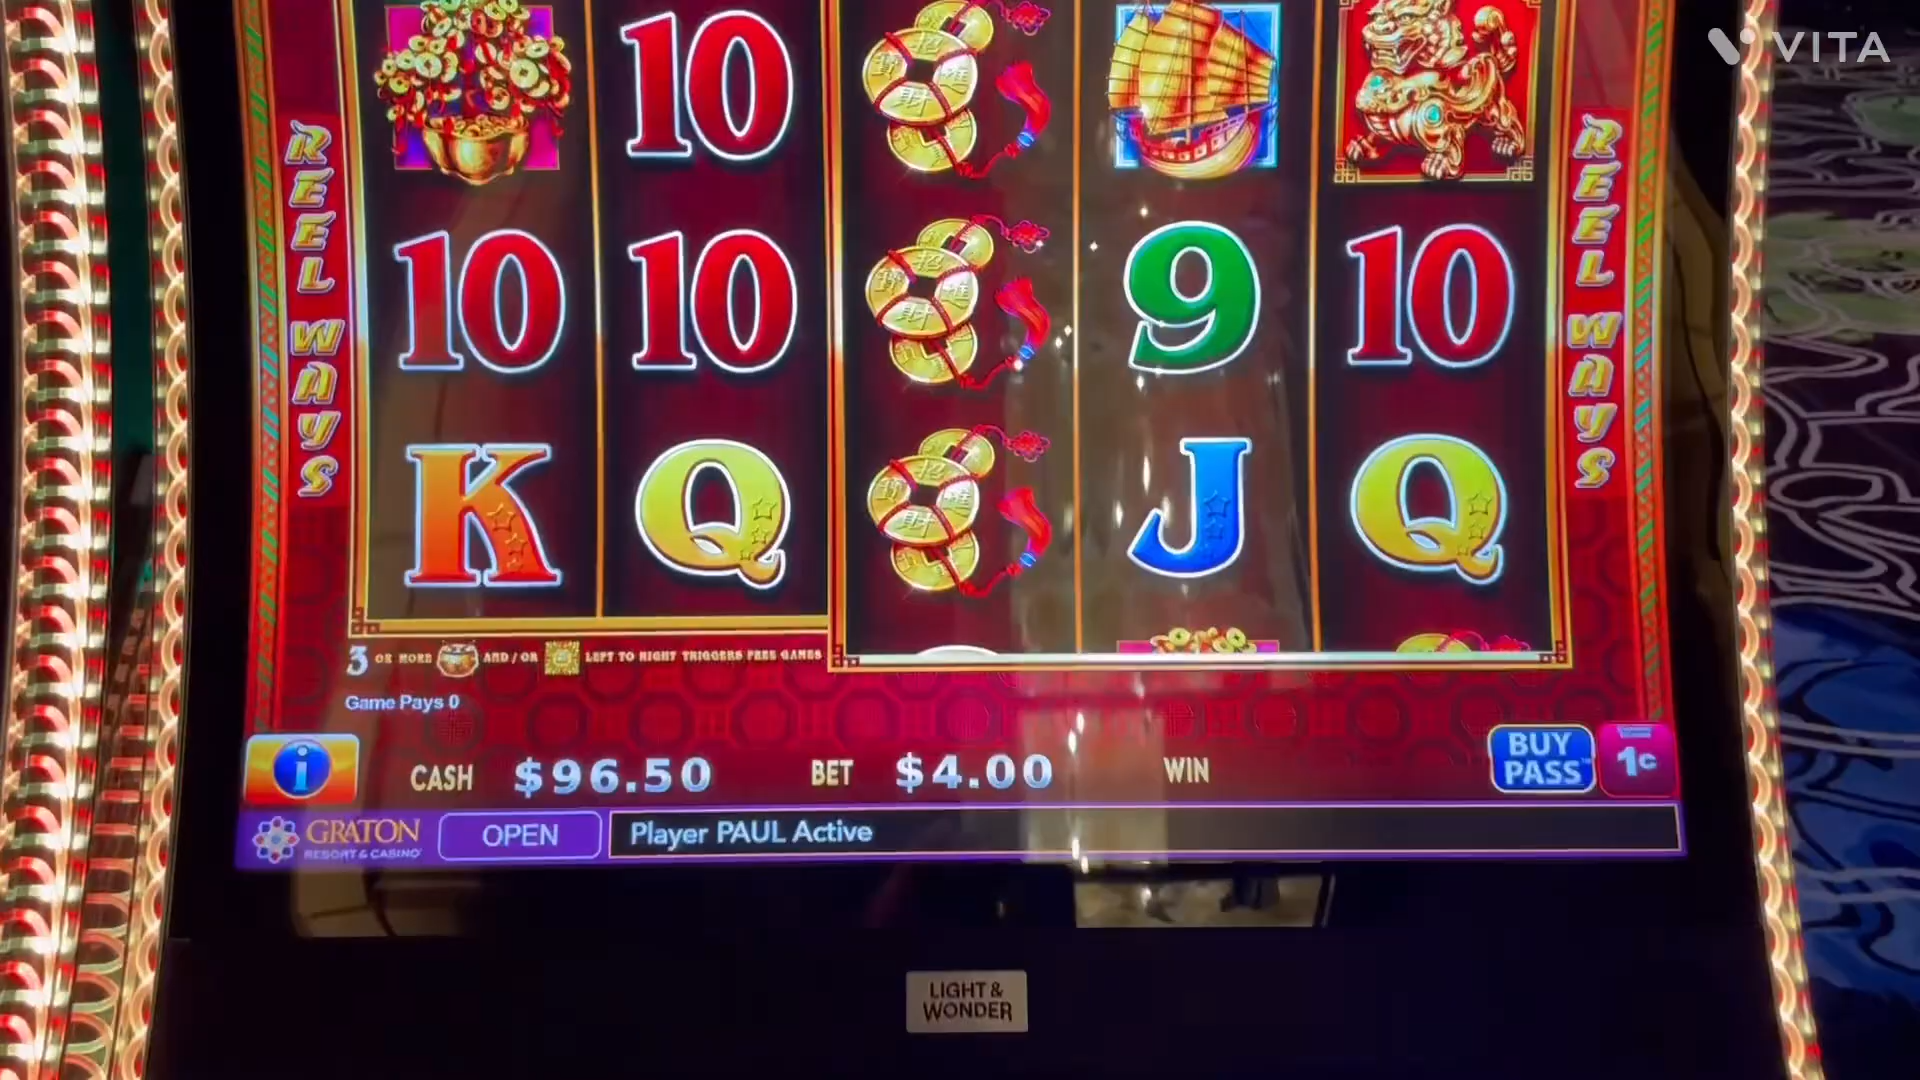 VITA
10
REEL WAYS
REEL WAYS
10 10 9 10
K Q J Q
3 OR MORE AND / OR LEFT TO RIGHT TRIGGERS FREE GAMES
Game Pays 0
CASH $96.50 BET $4.00 WIN
BUY PASS™
1¢
GRATON
RESORT & CASINO
OPEN
Player PAUL Active
LIGHT &
WONDER